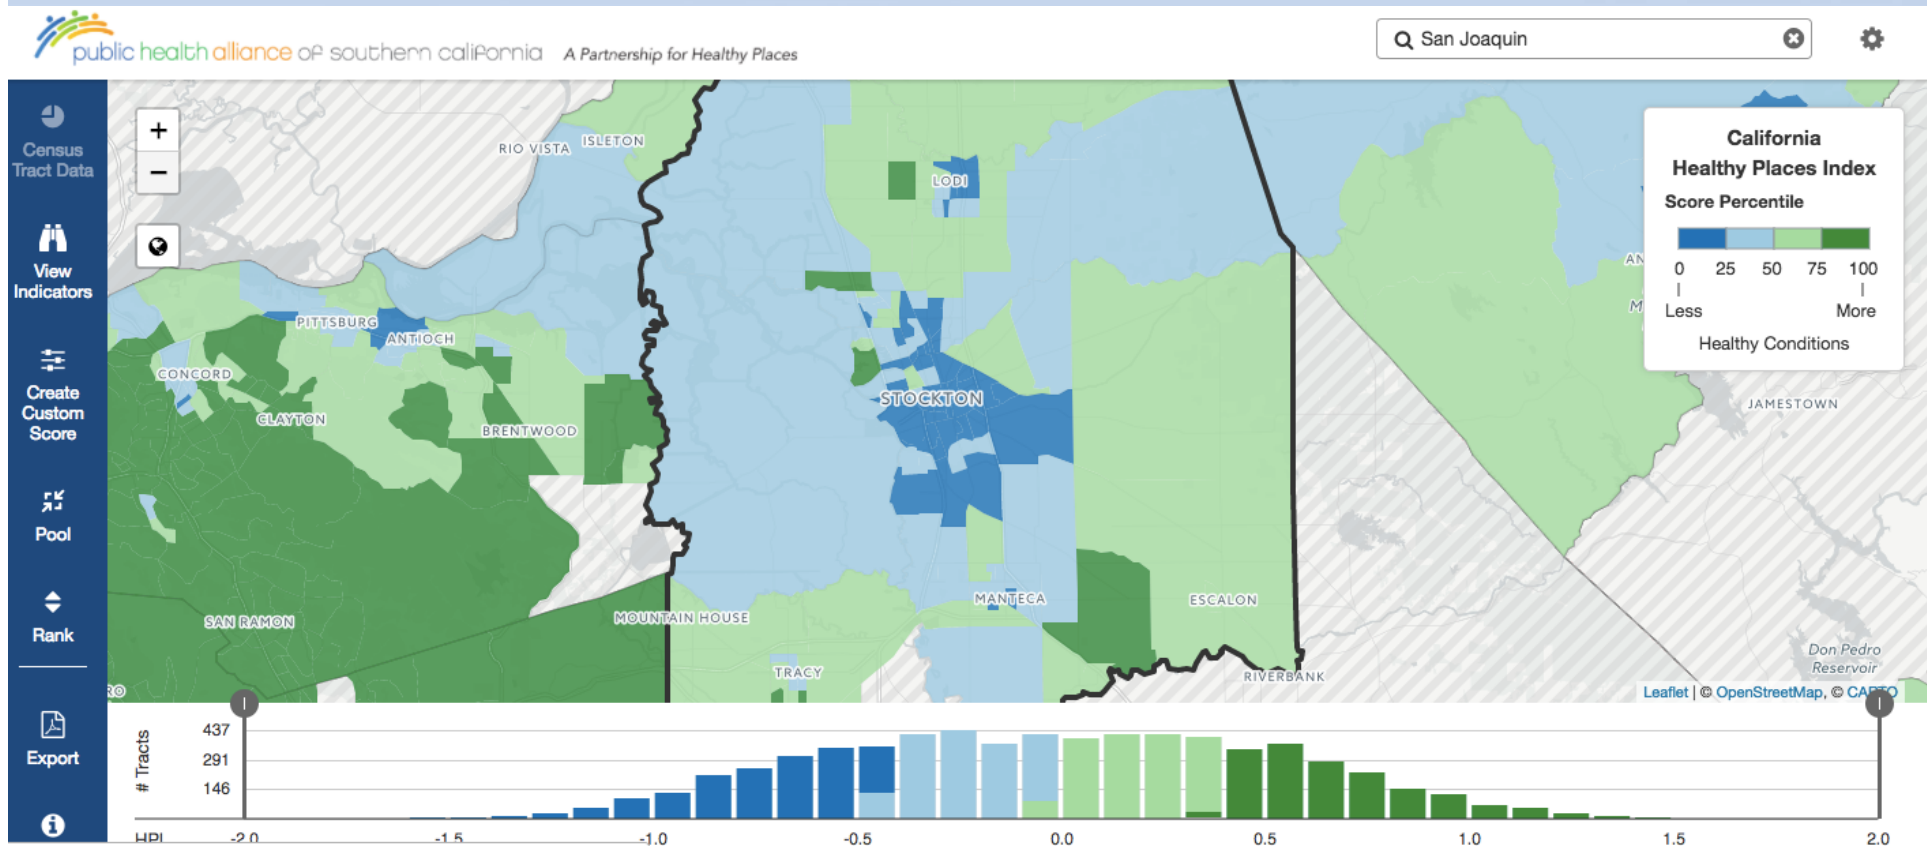 public health alliance of southern california A Partnership for Healthy Places
San Joaquin
Census
Tract Data
View
Indicators
Create
Custom
Score
Pool
Rank
Export
+
−
RIO VISTA
ISLETON
LODI
PITTSBURG
ANTIOCH
CONCORD
CLAYTON
BRENTWOOD
STOCKTON
JAMESTOWN
SAN RAMON
MOUNTAIN HOUSE
MANTECA
ESCALON
TRACY
RIVERBANK
Don Pedro
Reservoir
RO
AN
M
California
Healthy Places Index
Score Percentile
0 25 50 75 100
Less More
Healthy Conditions
Leaflet | © OpenStreetMap, © CARTO
# Tracts
437
291
146
HPI -2.0 -1.5 -1.0 -0.5 0.0 0.5 1.0 1.5 2.0